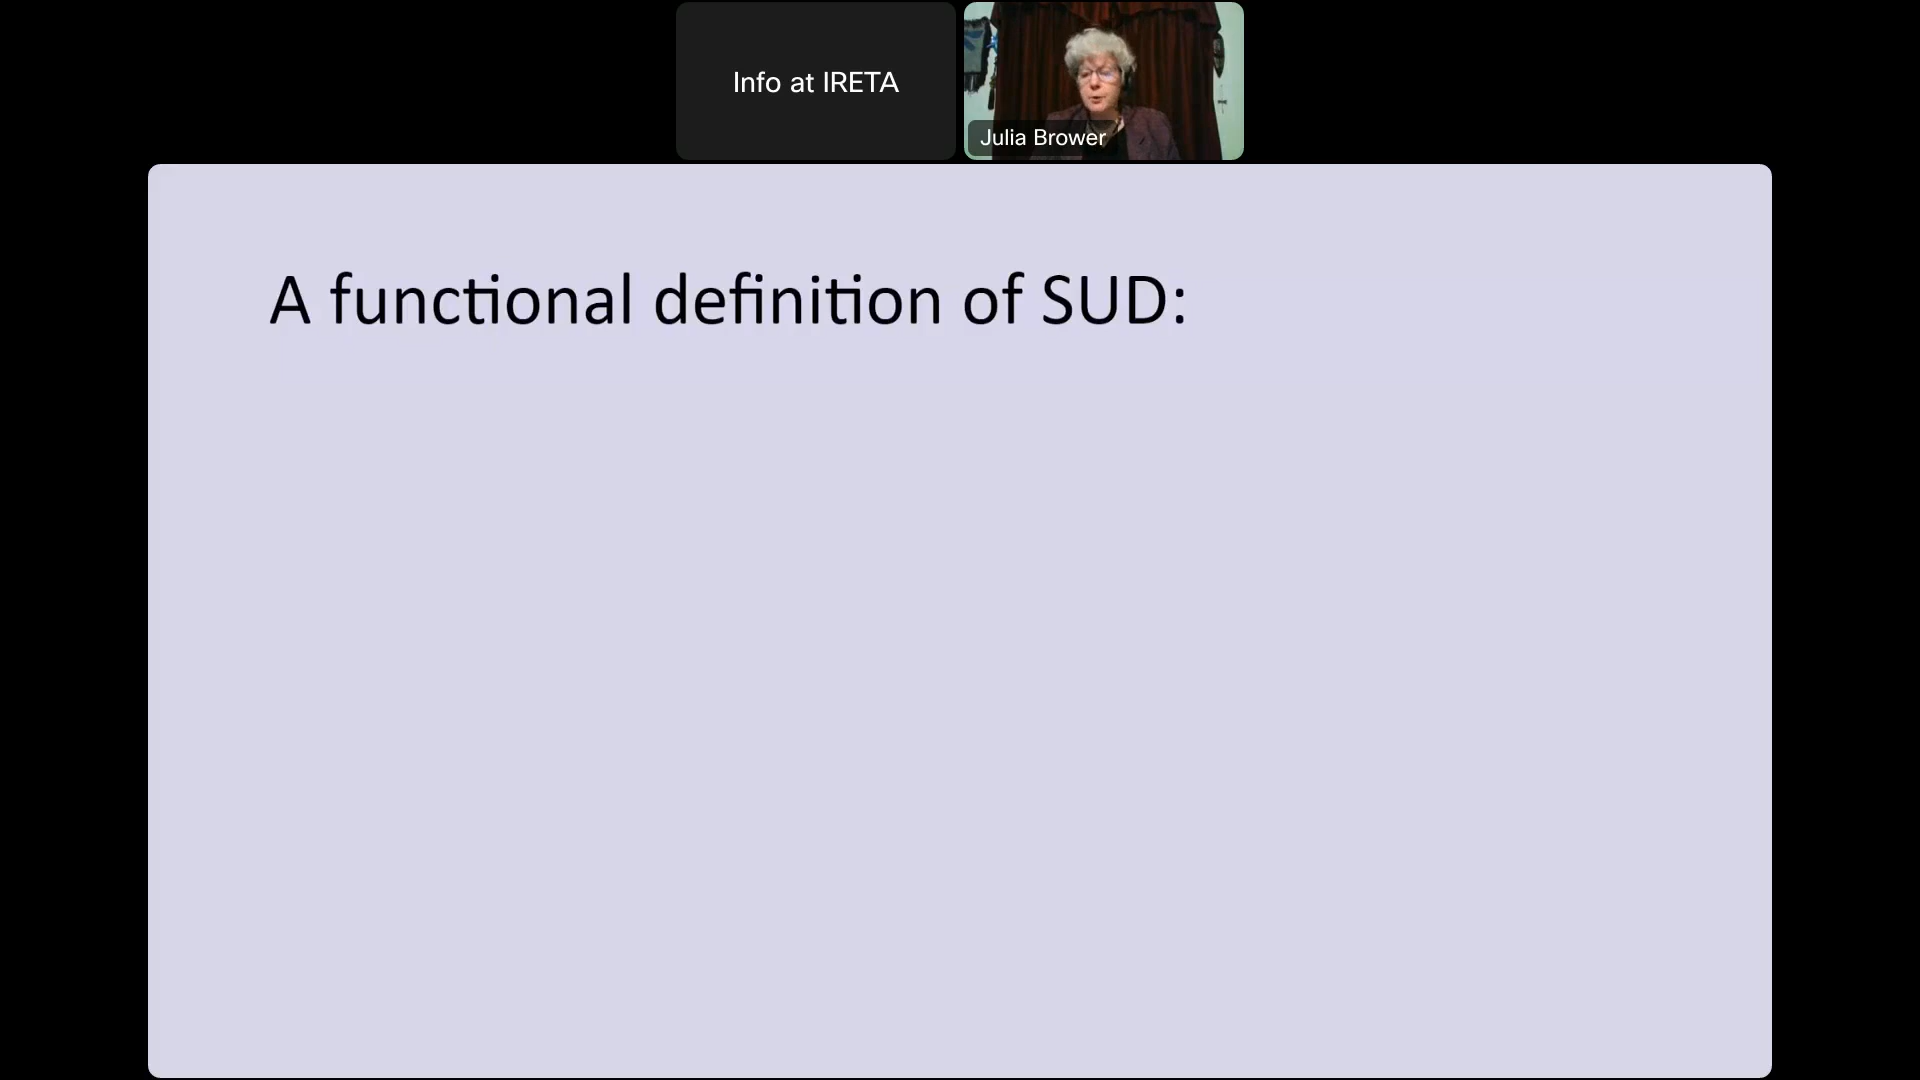 Info at IRETA
Julia Brower
A functional definition of SUD: